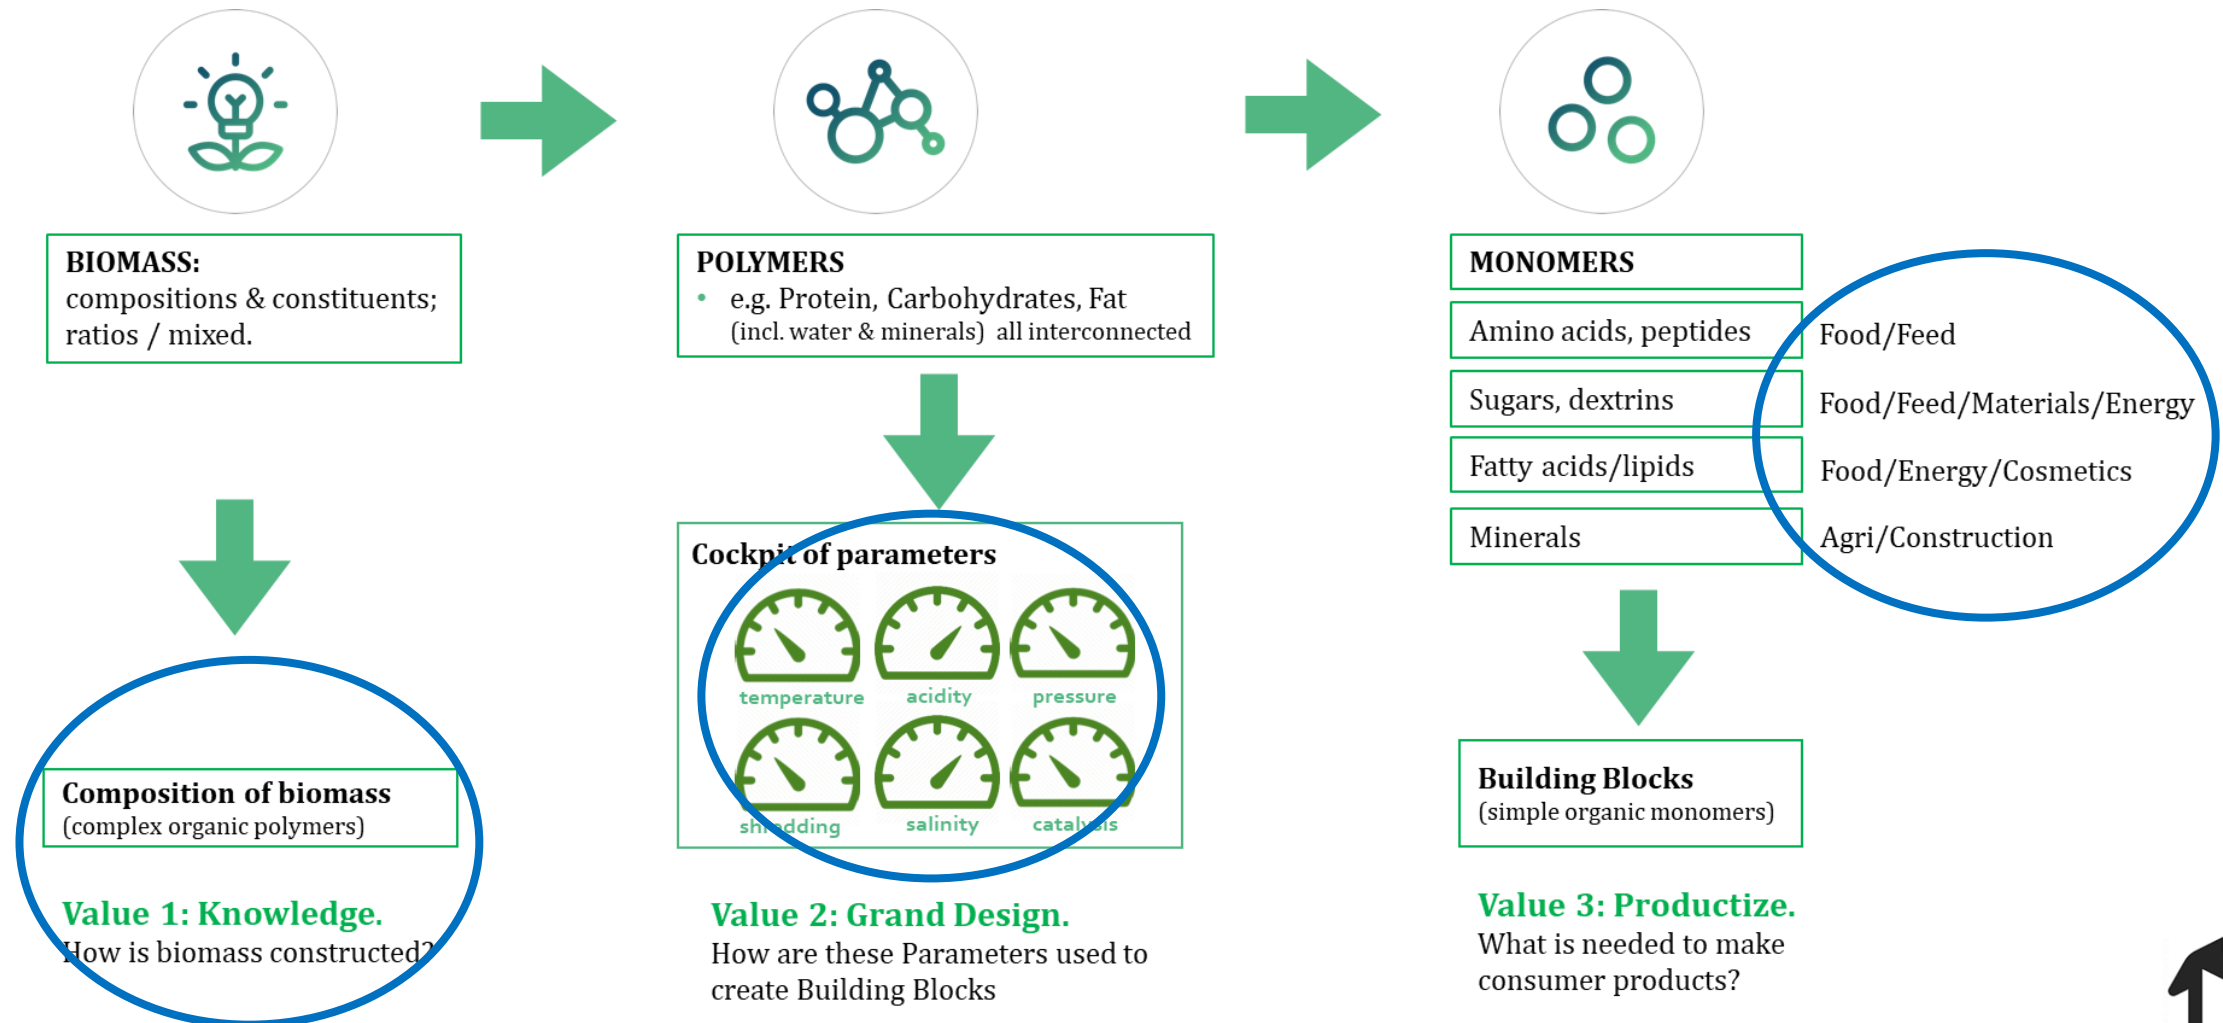 BIOMASS:
compositions & constituents;
ratios / mixed.
Composition of biomass
(complex organic polymers)
Value 1: Knowledge.
How is biomass constructed?
POLYMERS
• e.g. Protein, Carbohydrates, Fat
(incl. water & minerals) all interconnected
Cockpit of parameters
temperature acidity pressure
shredding salinity catalysis
Value 2: Grand Design.
How are these Parameters used to
create Building Blocks
MONOMERS
Amino acids, peptides Food/Feed
Sugars, dextrins Food/Feed/Materials/Energy
Fatty acids/lipids Food/Energy/Cosmetics
Minerals Agri/Construction
Building Blocks
(simple organic monomers)
Value 3: Productize.
What is needed to make
consumer products?